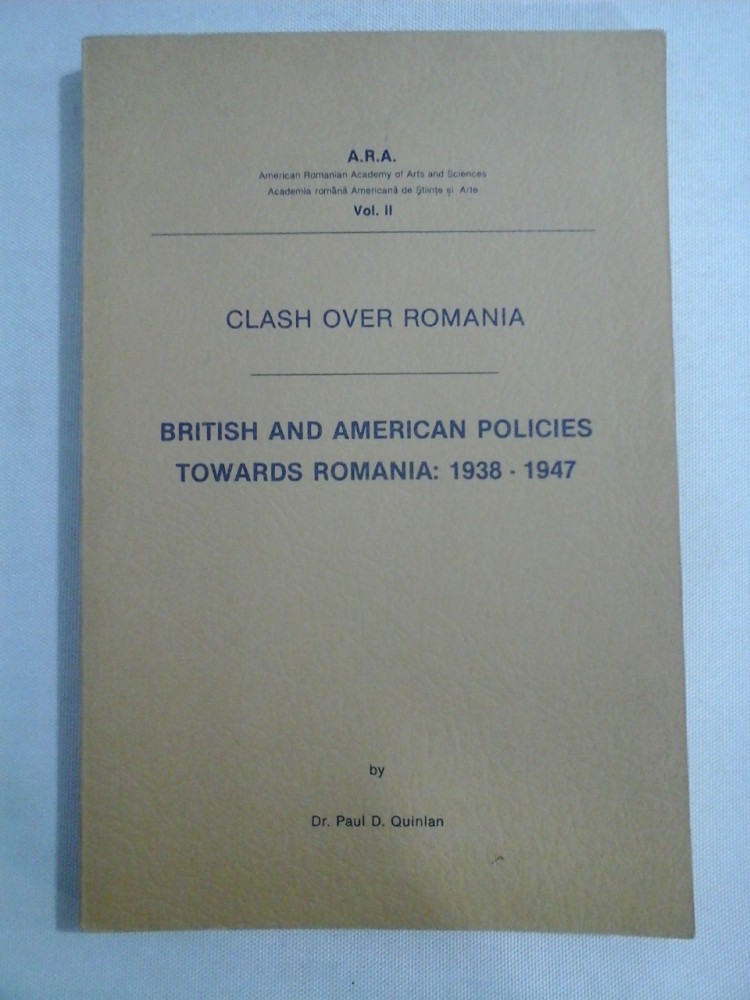 A.R.A.
American Romanian Academy of Arts and Sciences
Academia română Americană de Ştiinţe şi Arte
Vol. II
CLASH OVER ROMANIA
BRITISH AND AMERICAN POLICIES
TOWARDS ROMANIA: 1938 - 1947
by
Dr. Paul D. Quinlan